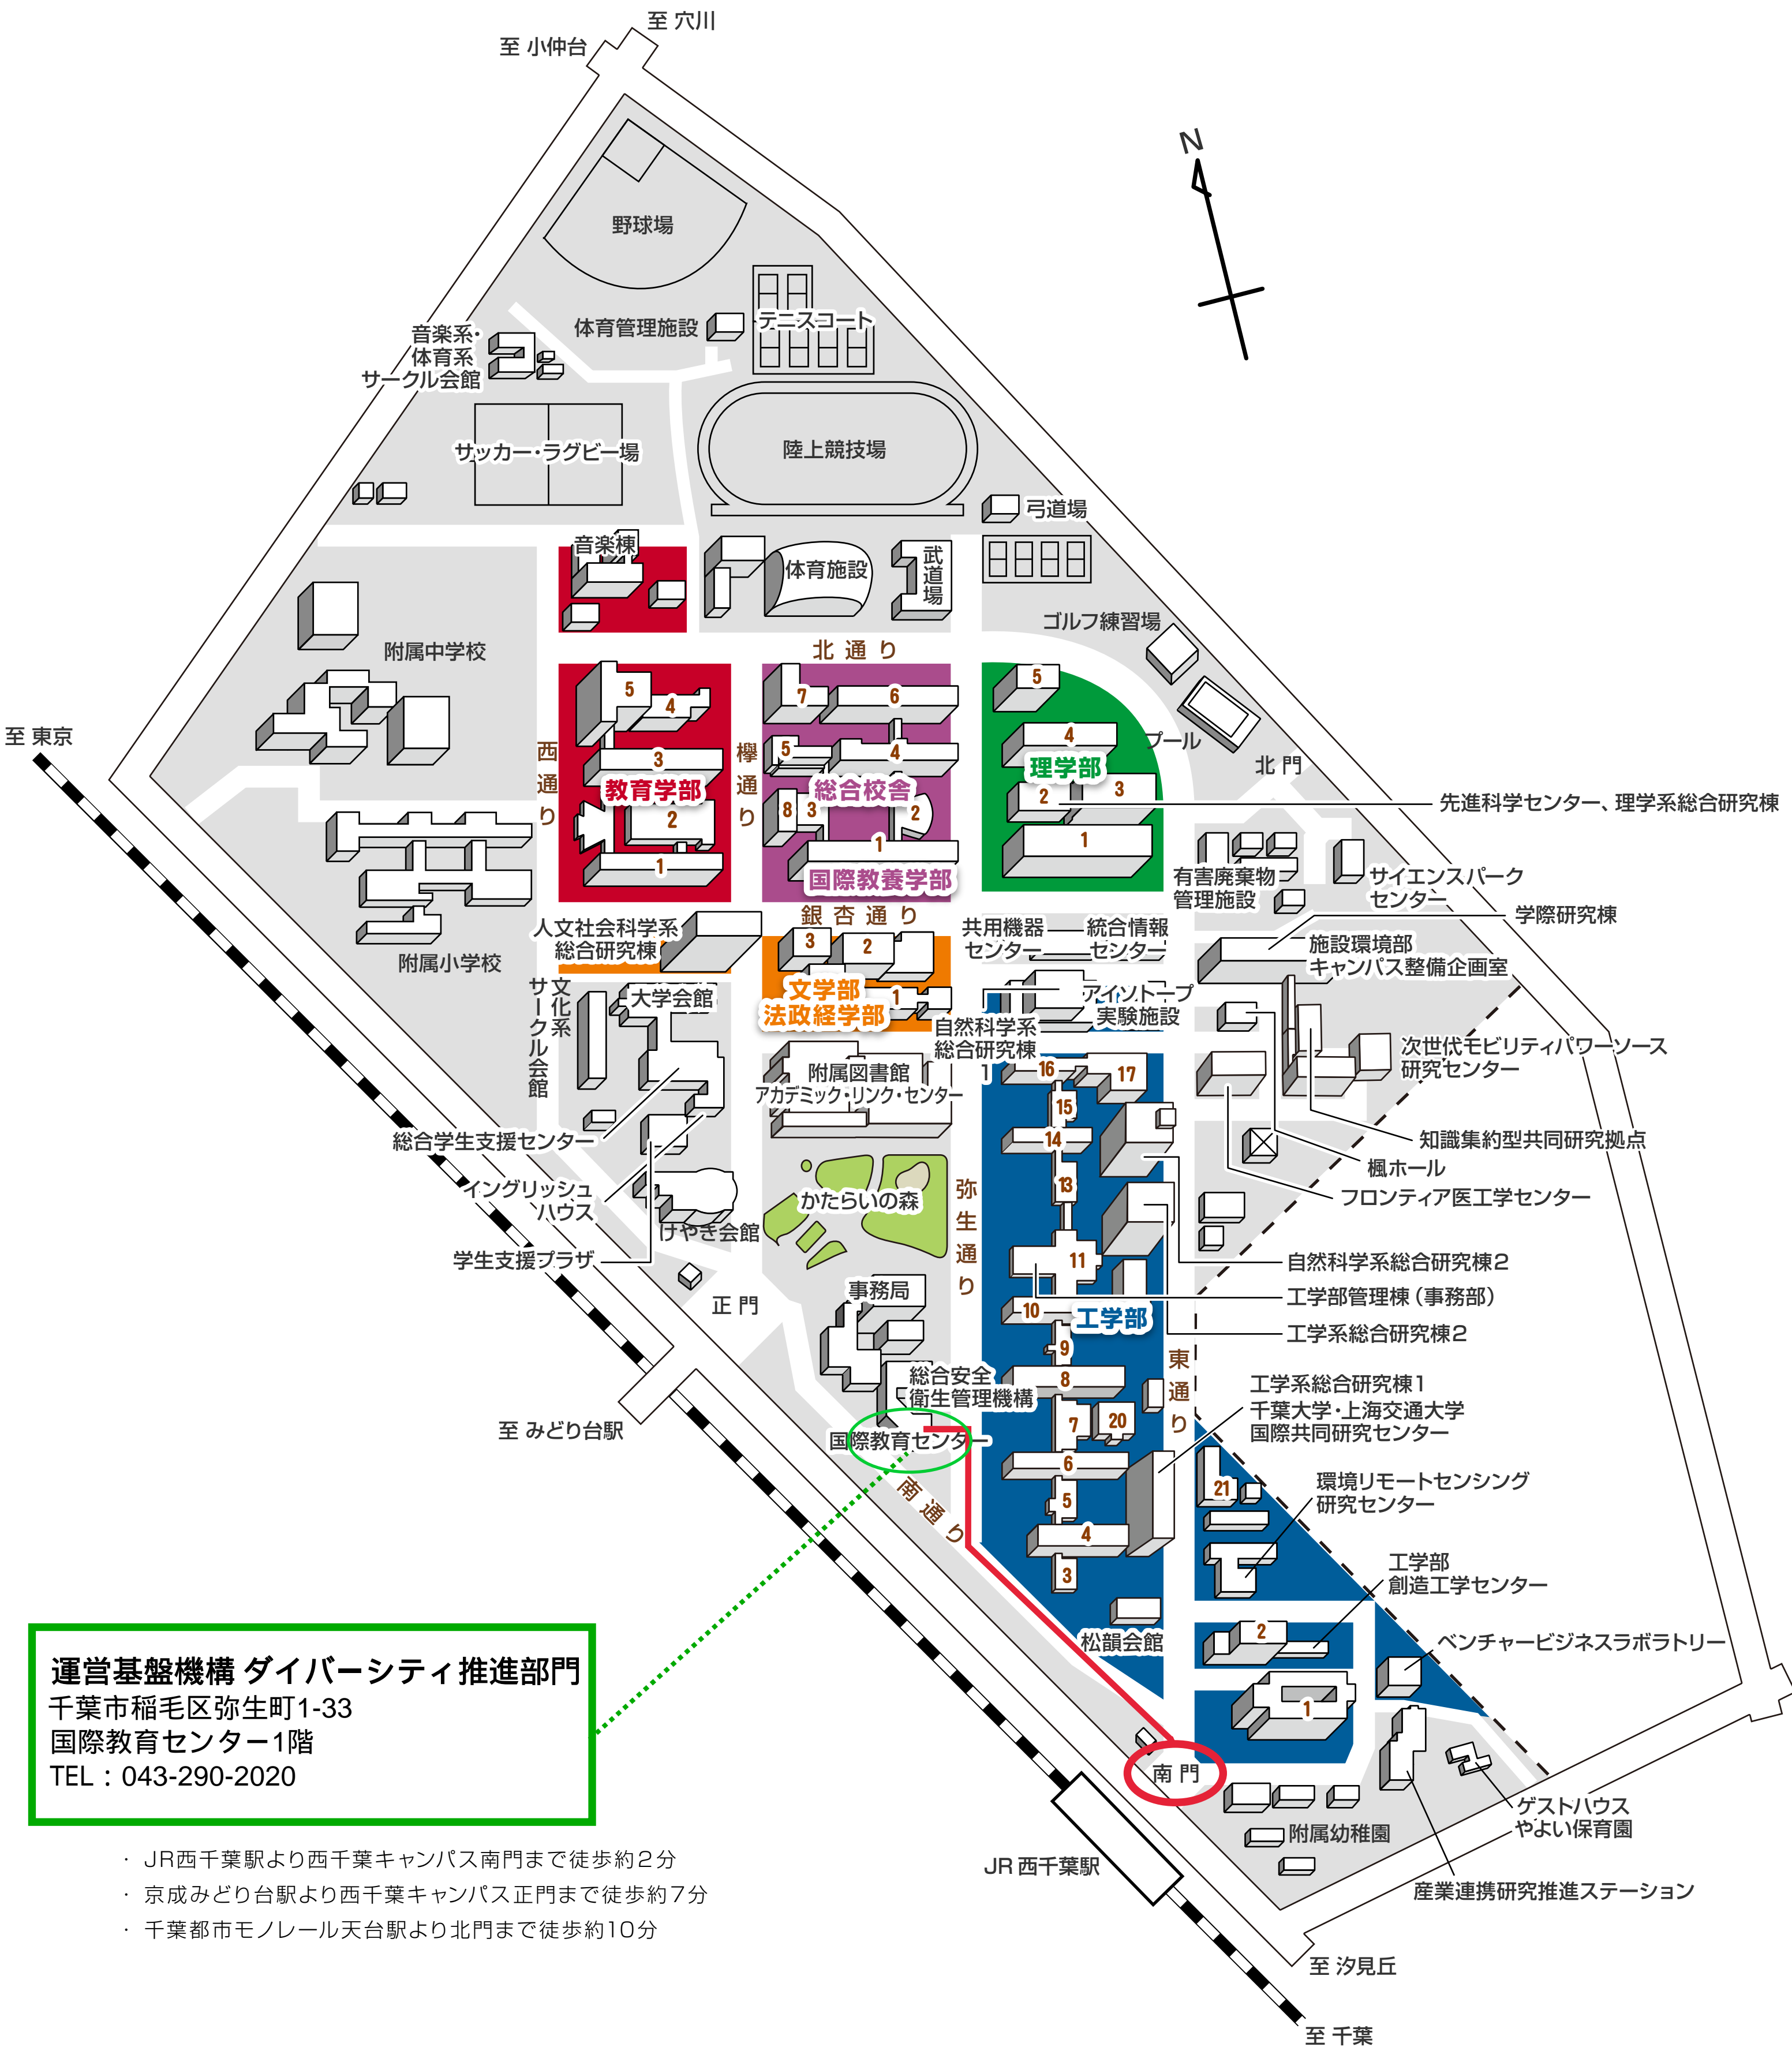 至 穴川
至 小仲台
N
野球場
体育管理施設
テニスコート
音楽系・
体育系
サークル会館
サッカー・ラグビー場
陸上競技場
弓道場
音楽棟
体育施設
武道場
ゴルフ練習場
附属中学校
北通り
5
4
3
教育学部
2
1
7
6
5
4
総合校舎
8
3
2
1
国際教養学部
5
4
理学部
2
3
1
プール
北門
至 東京
西通り
欅通り
先進科学センター、理学系総合研究棟
有害廃棄物
管理施設
サイエンスパーク
センター
学際研究棟
銀杏通り
人文社会科学系
総合研究棟
3
2
文学部
1
法政経学部
共用機器
センター
統合情報
センター
施設環境部
キャンパス整備企画室
附属小学校
文化系
サークル会館
大学会館
アイソトープ
実験施設
自然科学系
総合研究棟
1
附属図書館
アカデミック・リンク・センター
次世代モビリティパワーソース
研究センター
16
17
15
14
13
11
10
9
8
7
20
6
5
4
3
工学部
総合学生支援センター
知識集約型共同研究拠点
楓ホール
フロンティア医工学センター
イングリッシュ
ハウス
かたらいの森
弥生通り
けやき会館
学生支援プラザ
自然科学系総合研究棟2
工学部管理棟（事務部）
工学系総合研究棟2
正門
事務局
東通り
総合安全
衛生管理機構
工学系総合研究棟1
千葉大学・上海交通大学
国際共同研究センター
至 みどり台駅
国際教育センター
南通り
21
環境リモートセンシング
研究センター
工学部
創造工学センター
松韻会館
2
ベンチャービジネスラボラトリー
1
運営基盤機構 ダイバーシティ推進部門
千葉市稲毛区弥生町1-33
国際教育センター1階
TEL：043-290-2020
南門
附属幼稚園
ゲストハウス
やよい保育園
JR 西千葉駅
産業連携研究推進ステーション
・ JR西千葉駅より西千葉キャンパス南門まで徒歩約2分
・ 京成みどり台駅より西千葉キャンパス正門まで徒歩約7分
・ 千葉都市モノレール天台駅より北門まで徒歩約10分
至 汐見丘
至 千葉